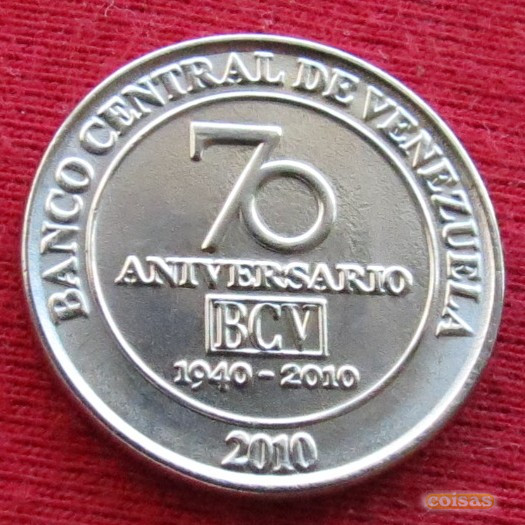 BANCO CENTRAL DE VENEZUELA
70
ANIVERSARIO
BCV
1940 - 2010
2010
coisas